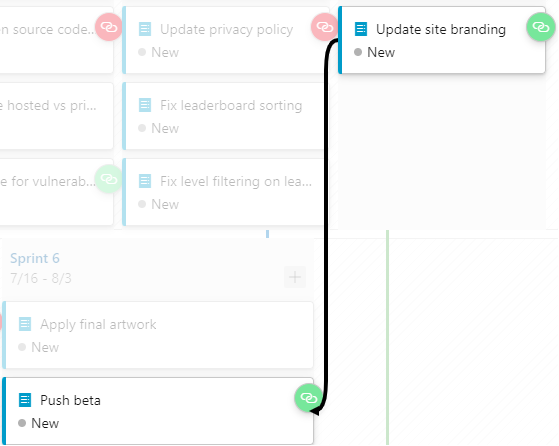 n source code...
Update privacy policy
New
Update site branding
New
e hosted vs pri...
Fix leaderboard sorting
New
e for vulnerab...
Fix level filtering on lea...
New
Sprint 6
7/16 - 8/3
Apply final artwork
New
Push beta
New